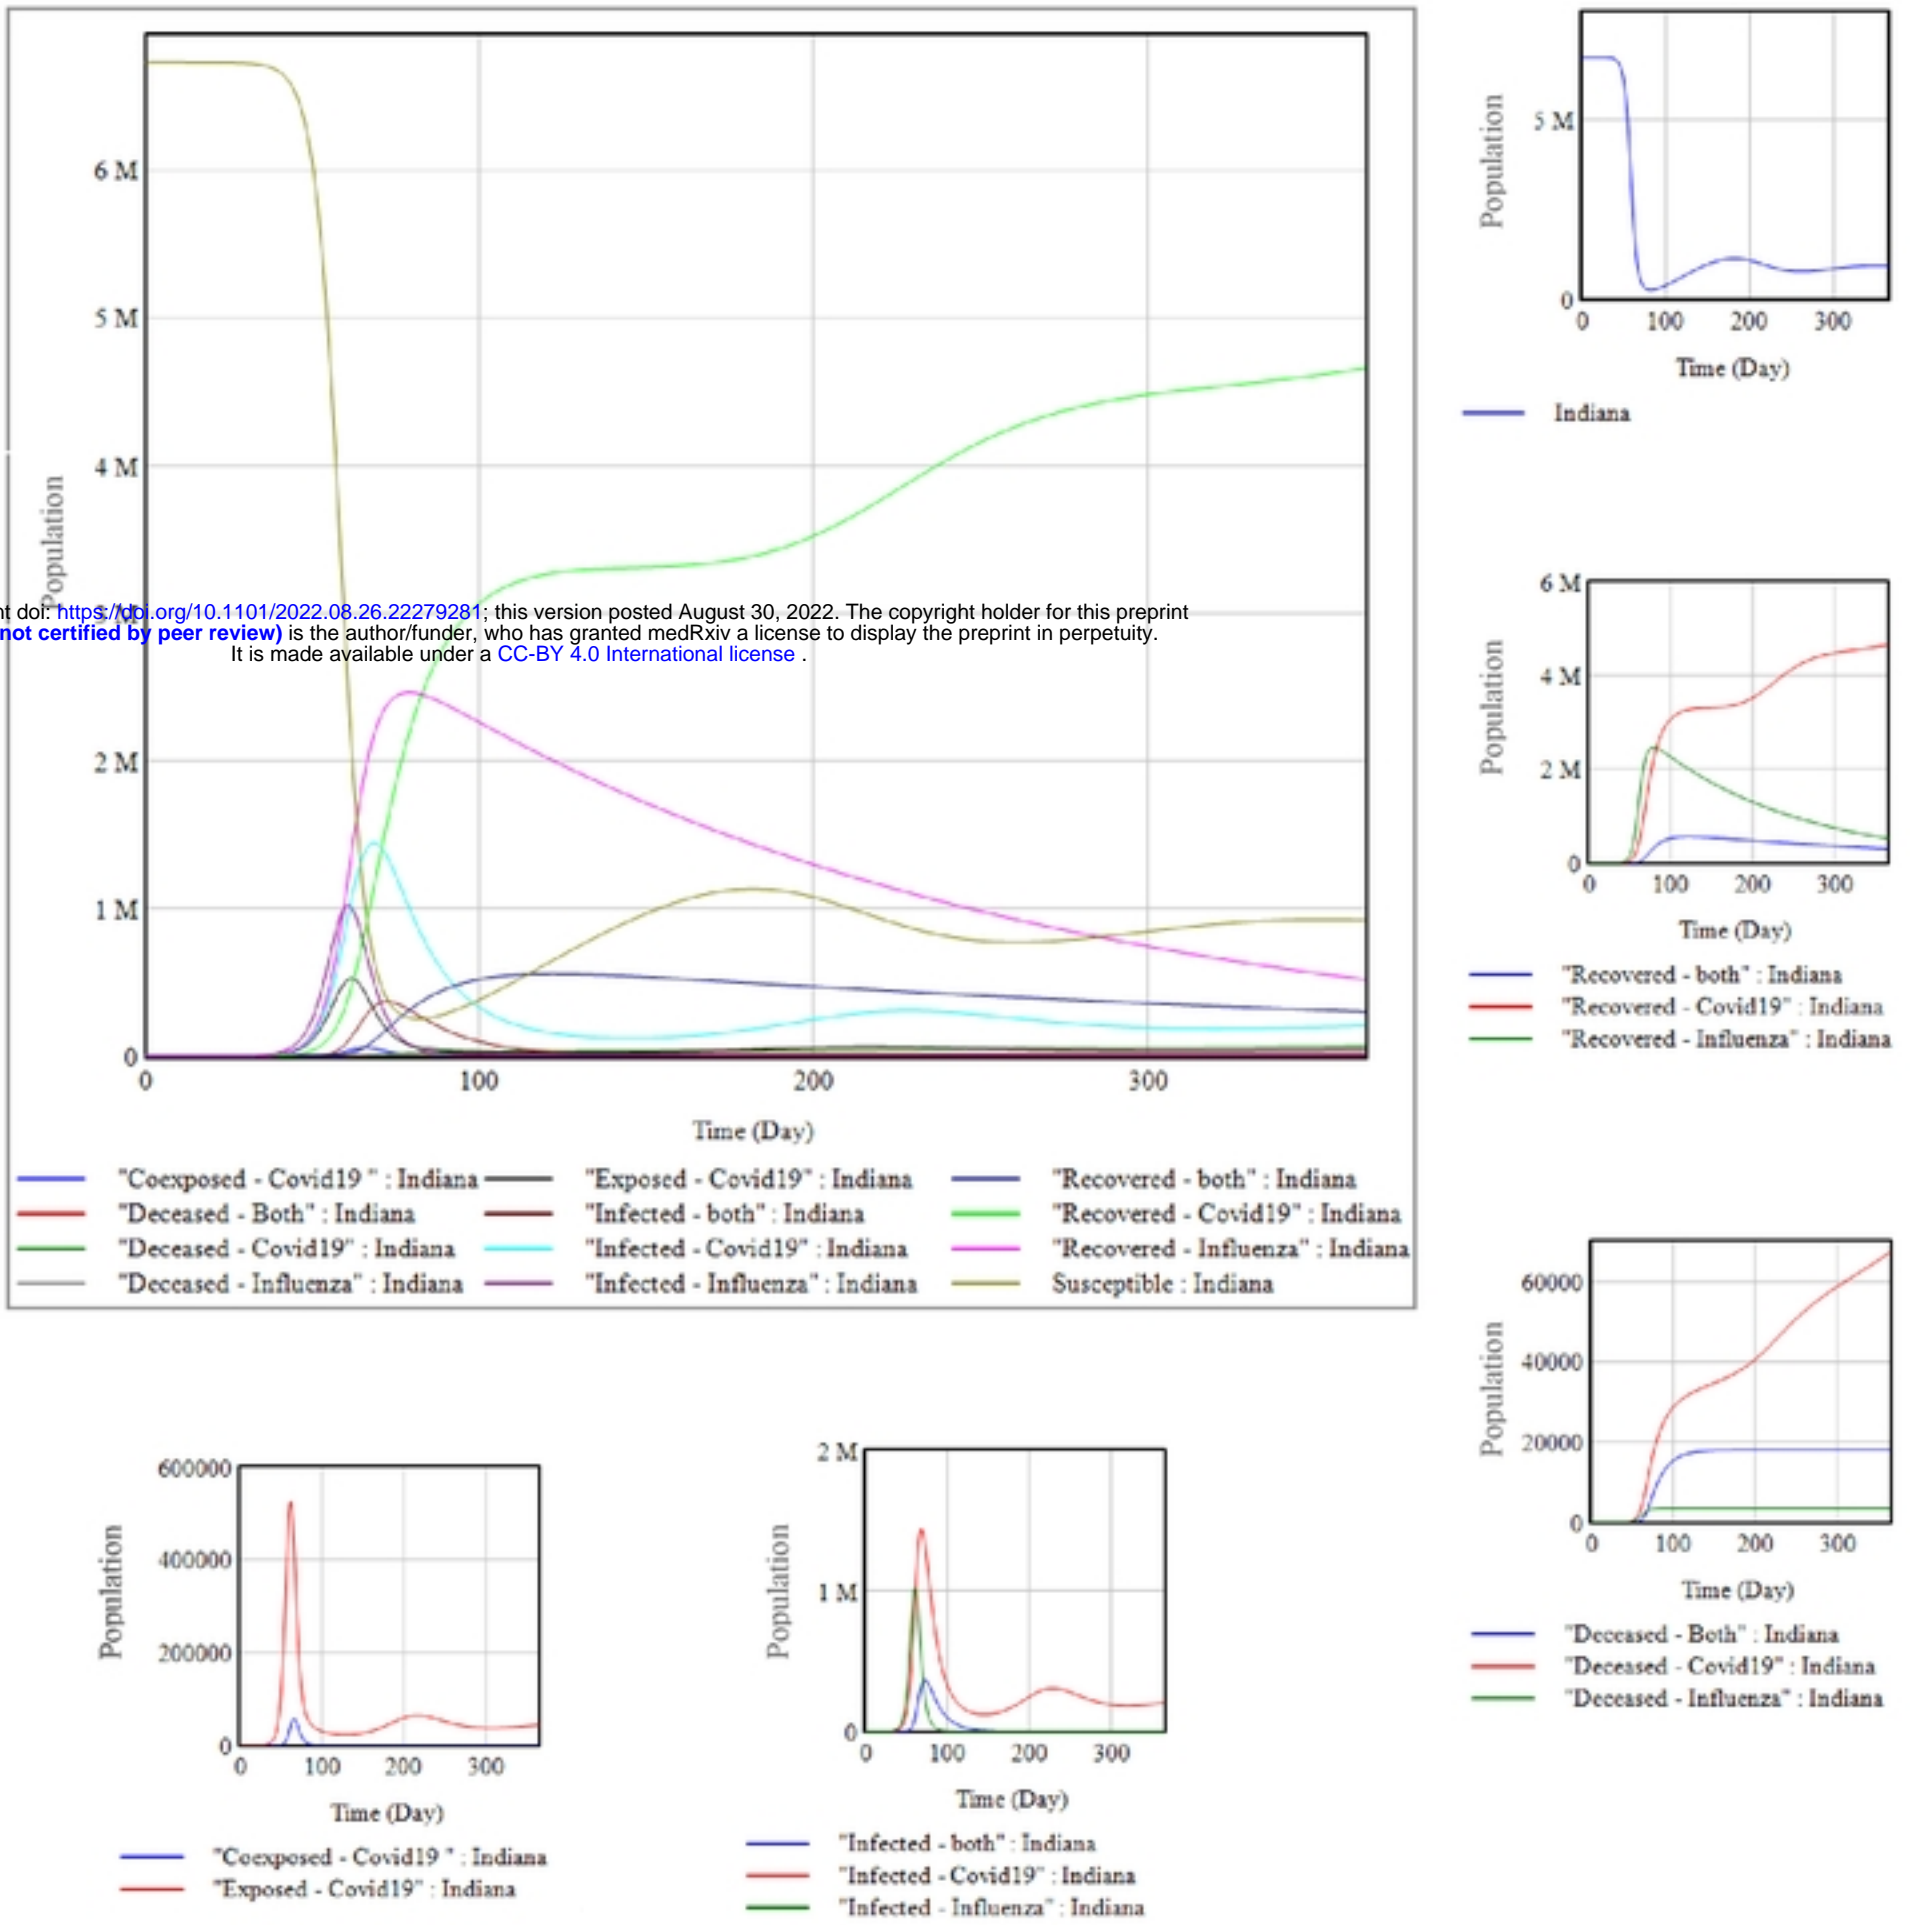 6 M
5 M
4 M
3 M
2 M
1 M
0
Population
0 100 200 300
Time (Day)
nt doi: https://doi.org/10.1101/2022.08.26.22279281; this version posted August 30, 2022. The copyright holder for this preprint
not certified by peer review) is the author/funder, who has granted medRxiv a license to display the preprint in perpetuity.
It is made available under a CC-BY 4.0 International license .
"Coexposed - Covid19 " : Indiana
"Deceased - Both" : Indiana
"Deceased - Covid19" : Indiana
"Deceased - Influenza" : Indiana
"Exposed - Covid19" : Indiana
"Infected - both" : Indiana
"Infected - Covid19" : Indiana
"Infected - Influenza" : Indiana
"Recovered - both" : Indiana
"Recovered - Covid19" : Indiana
"Recovered - Influenza" : Indiana
Susceptible : Indiana
Population
5 M
0
0 100 200 300
Time (Day)
Indiana
Population
6 M
4 M
2 M
0
0 100 200 300
Time (Day)
"Recovered - both" : Indiana
"Recovered - Covid19" : Indiana
"Recovered - Influenza" : Indiana
Population
60000
40000
20000
0
0 100 200 300
Time (Day)
"Deceased - Both" : Indiana
"Deceased - Covid19" : Indiana
"Deceased - Influenza" : Indiana
Population
600000
400000
200000
0
0 100 200 300
Time (Day)
"Coexposed - Covid19 " : Indiana
"Exposed - Covid19" : Indiana
Population
2 M
1 M
0
0 100 200 300
Time (Day)
"Infected - both" : Indiana
"Infected - Covid19" : Indiana
"Infected - Influenza" : Indiana